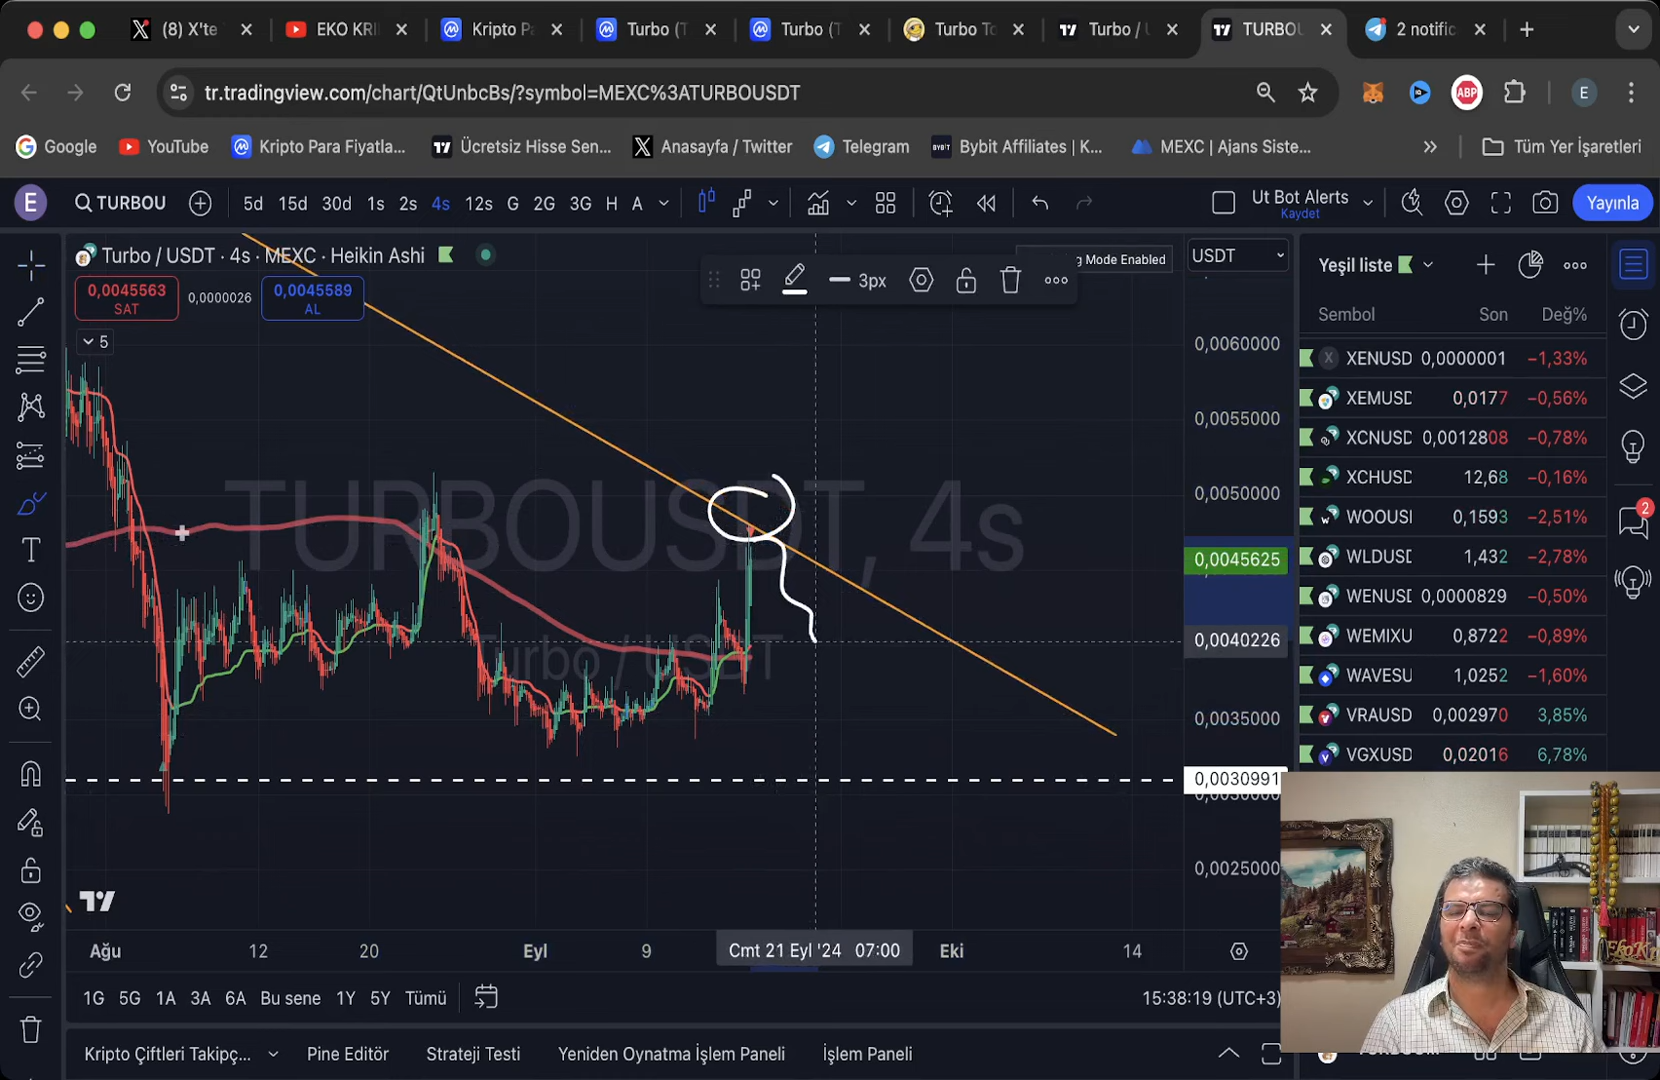 (8) X'te
EKO KRİ
Kripto Pa
Turbo (T
Turbo (T
Turbo To
Turbo / U
TURBOU
2 notific
tr.tradingview.com/chart/QtUnbcBs/?symbol=MEXC%3ATURBOUSDT
ABP
E
Google
YouTube
Kripto Para Fiyatla...
Ücretsiz Hisse Sen...
Anasayfa / Twitter
Telegram
Bybit Affiliates | K...
MEXC | Ajans Siste...
Tüm Yer İşaretleri
E
TURBOU
5d 15d 30d 1s 2s 4s 12s G 2G 3G H A
Ut Bot Alerts
Kaydet
Yayınla
Turbo / USDT · 4s · MEXC · Heikin Ashi
g Mode Enabled
USDT
Yeşil liste
0,0045563
SAT
0,0000026
0,0045589
AL
3px
5
Sembol Son Değ%
XENUSD 0,0000001 −1,33%
XEMUSD 0,0177 −0,56%
XCNUSD 0,0012808 −0,78%
XCHUSD 12,68 −0,16%
WOOUSI 0,1593 −2,51%
WLDUSD 1,432 −2,78%
WENUSD 0,0000829 −0,50%
WEMIXU 0,8722 −0,89%
WAVESU 1,0252 −1,60%
VRAUSD 0,002970 3,85%
VGXUSD 0,02016 6,78%
2
TURBOUSDT, 4s
Turbo / USDT
0,0060000
0,0055000
0,0050000
0,0045625
0,0040226
0,0035000
0,0030991
0,0025000
Ağu 12 20 Eyl 9 Cmt 21 Eyl '24 07:00 Eki 14
1G 5G 1A 3A 6A Bu sene 1Y 5Y Tümü
15:38:19 (UTC+3)
Kripto Çiftleri Takipç...
Pine Editör
Strateji Testi
Yeniden Oynatma İşlem Paneli
İşlem Paneli